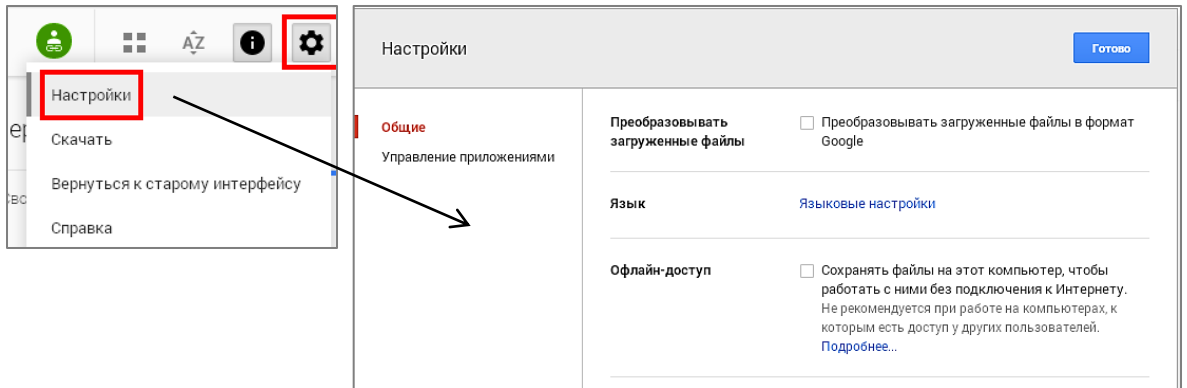 AZ
Настройки
Скачать
Вернуться к старому интерфейсу
Справка
Настройки
Готово
Общие
Управление приложениями
Преобразовывать
загруженные файлы
Преобразовывать загруженные файлы в формат
Google
Язык
Языковые настройки
Офлайн-доступ
Сохранять файлы на этот компьютер, чтобы
работать с ними без подключения к Интернету.
Не рекомендуется при работе на компьютерах, к
которым есть доступ у других пользователей.
Подробнее...